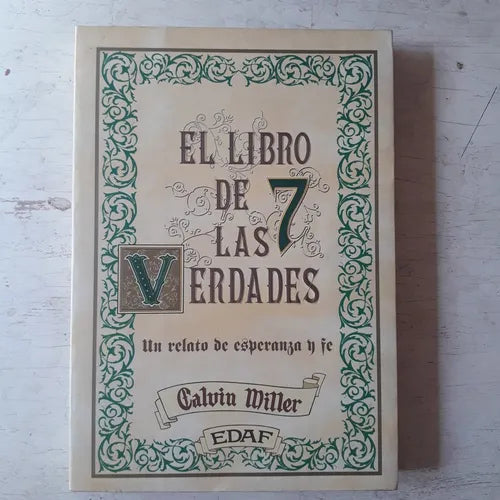 EL LIBRO
DE 7
LAS
VERDADES
Un relato de esperanza y fe
Calvin Miller
EDAF